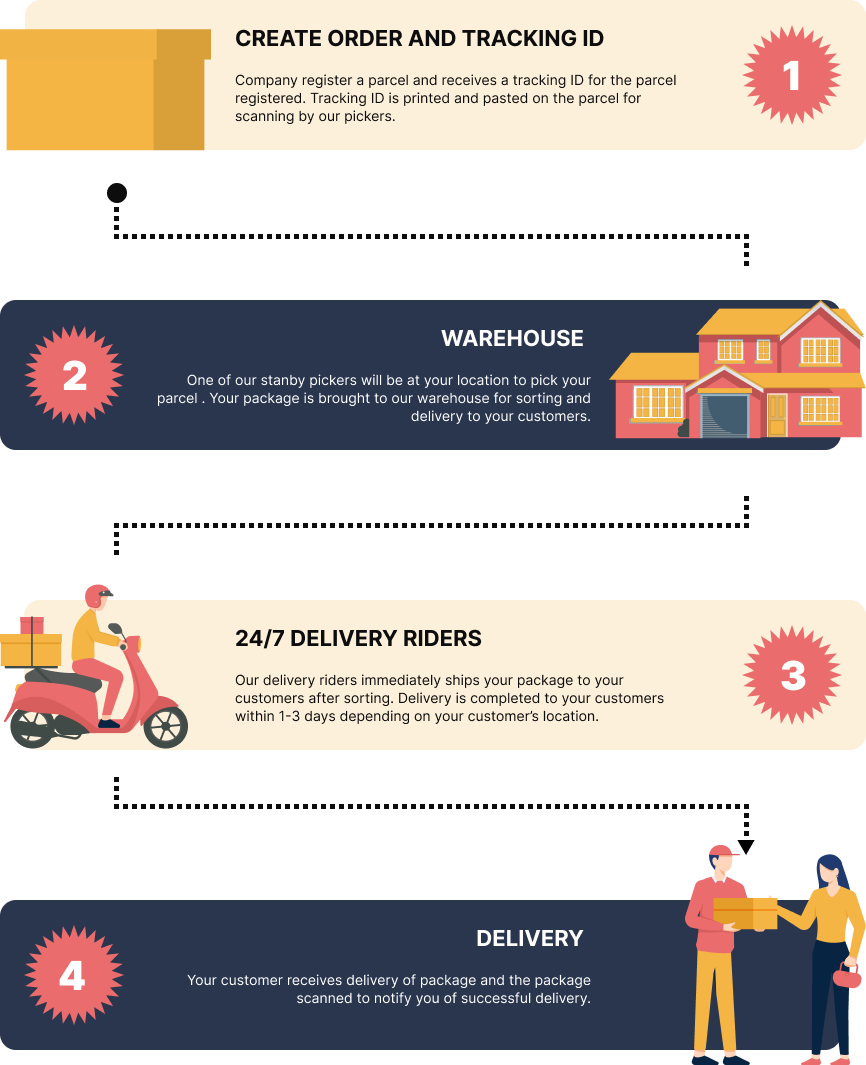 CREATE ORDER AND TRACKING ID
1
Company register a parcel and receives a tracking ID for the parcel
registered. Tracking ID is printed and pasted on the parcel for
scanning by our pickers.
WAREHOUSE
2
One of our stanby pickers will be at your location to pick your
parcel . Your package is brought to our warehouse for sorting and
delivery to your customers.
24/7 DELIVERY RIDERS
3
Our delivery riders immediately ships your package to your
customers after sorting. Delivery is completed to your customers
within 1-3 days depending on your customer’s location.
DELIVERY
4
Your customer receives delivery of package and the package
scanned to notify you of successful delivery.